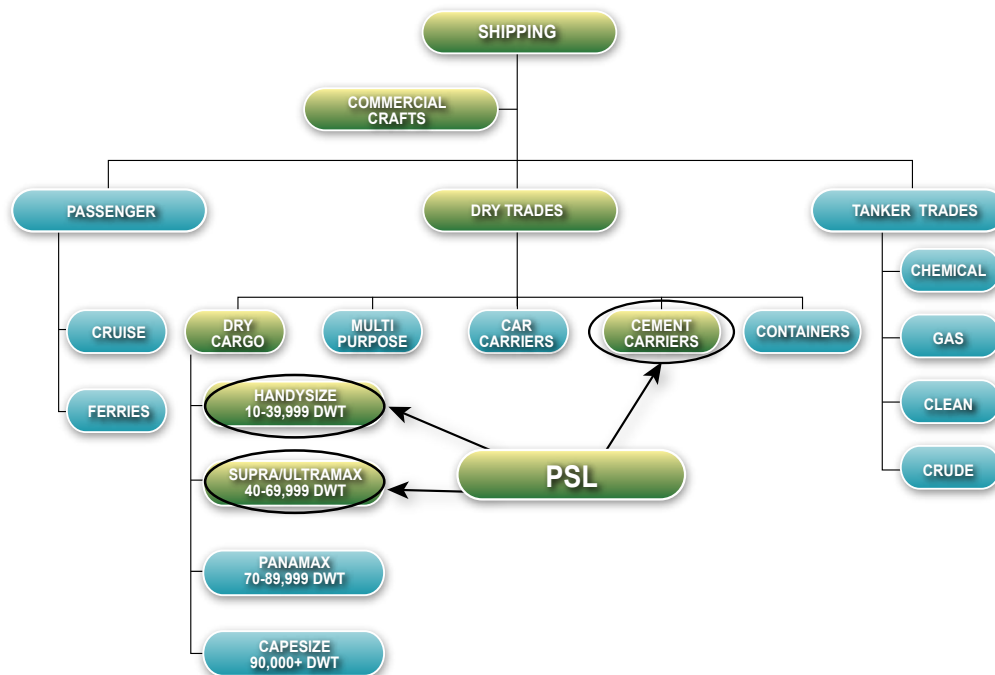 SHIPPING
COMMERCIAL
CRAFTS
PASSENGER
DRY TRADES
TANKER TRADES
CHEMICAL
CRUISE
DRY
CARGO
MULTI
PURPOSE
CAR
CARRIERS
CEMENT
CARRIERS
CONTAINERS
GAS
HANDYSIZE
10-39,999 DWT
FERRIES
CLEAN
SUPRA/ULTRAMAX
40-69,999 DWT
PSL
CRUDE
PANAMAX
70-89,999 DWT
CAPESIZE
90,000+ DWT